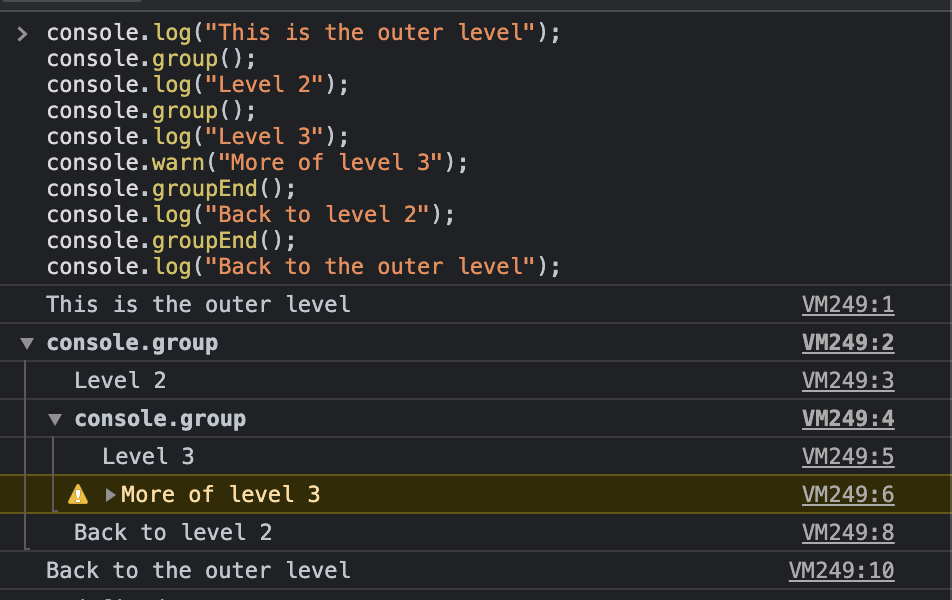 console.log("This is the outer level");
console.group();
console.log("Level 2");
console.group();
console.log("Level 3");
console.warn("More of level 3");
console.groupEnd();
console.log("Back to level 2");
console.groupEnd();
console.log("Back to the outer level");
This is the outer level VM249:1
console.group VM249:2
Level 2 VM249:3
console.group VM249:4
Level 3 VM249:5
More of level 3 VM249:6
Back to level 2 VM249:8
Back to the outer level VM249:10